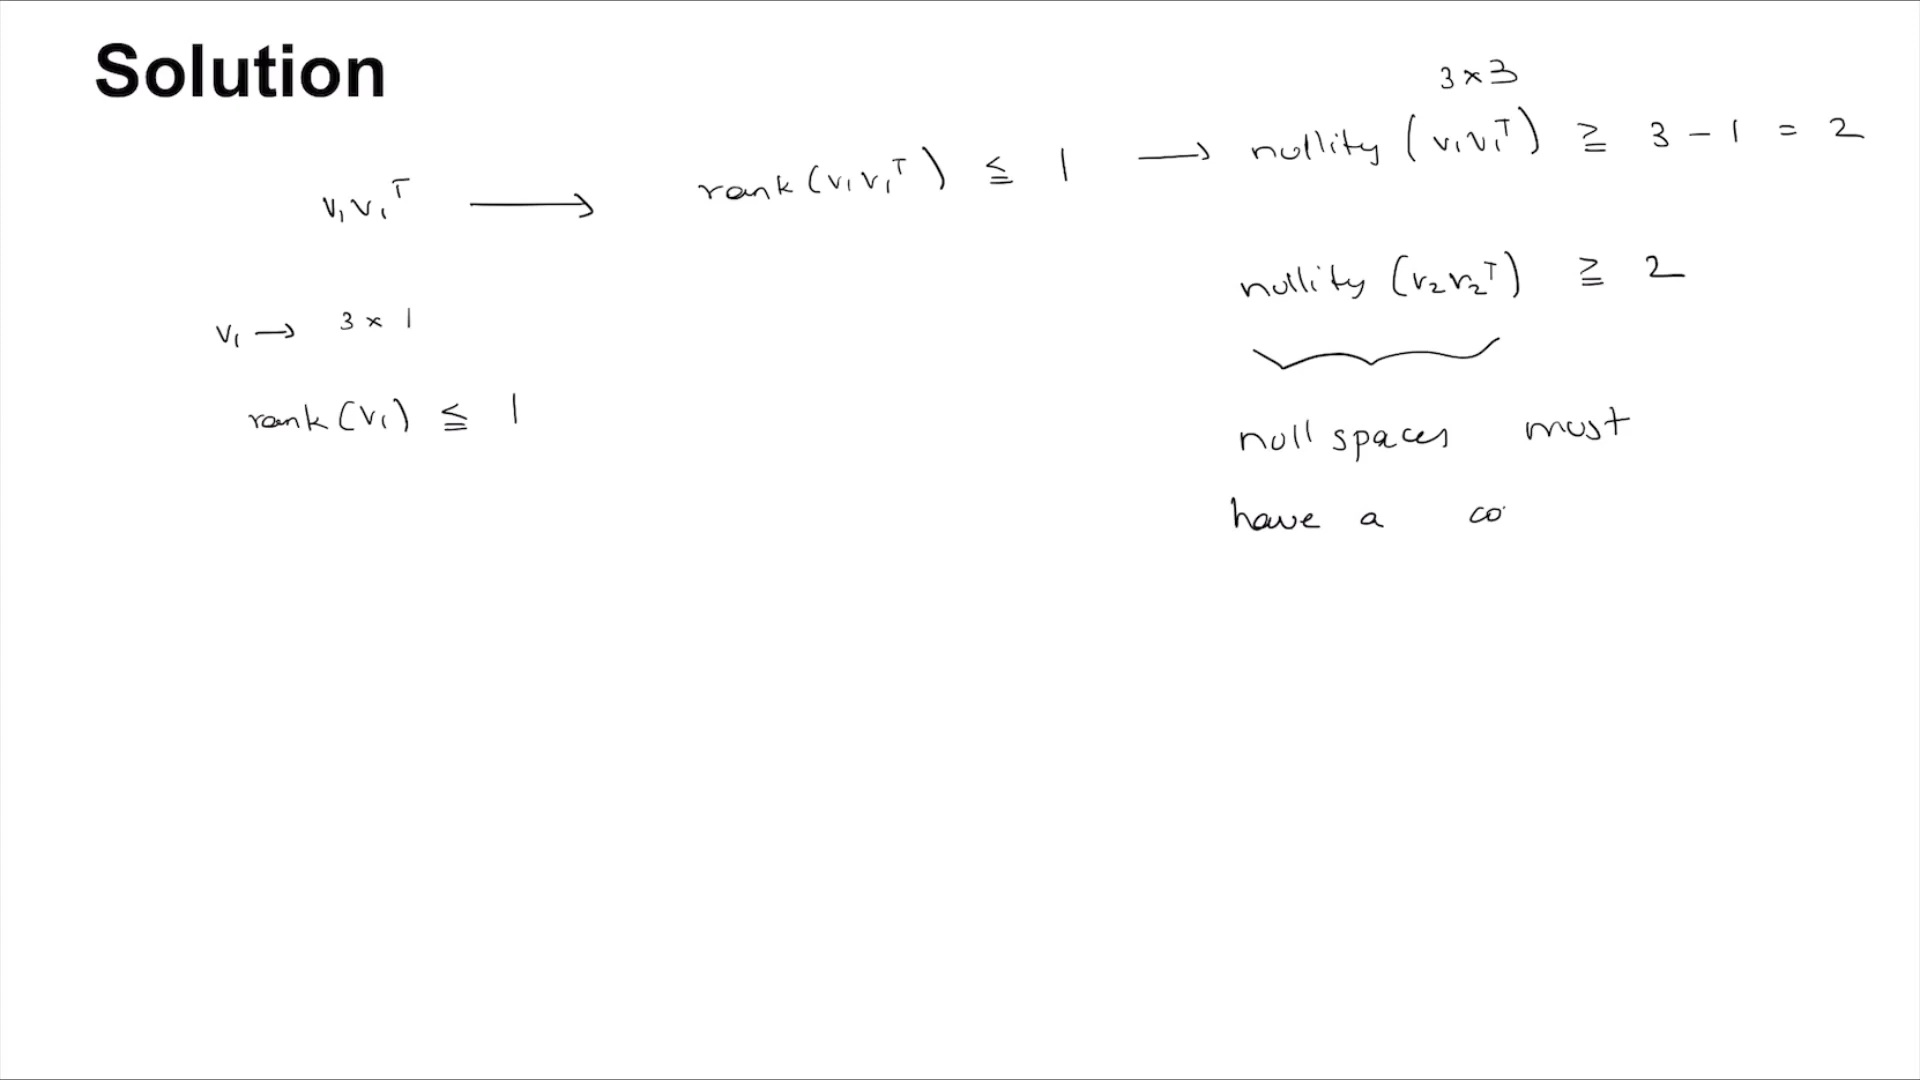 Solution
3 x 3
v₁v₁ᵀ ⟶ rank (v₁v₁ᵀ) ≦ 1 ⟶ nullity (v₁v₁ᵀ) ≧ 3 - 1 = 2
nullity (v₂v₂ᵀ) ≧ 2
v₁ → 3 x 1
rank (v₁) ≦ 1
null spaces must
have a co